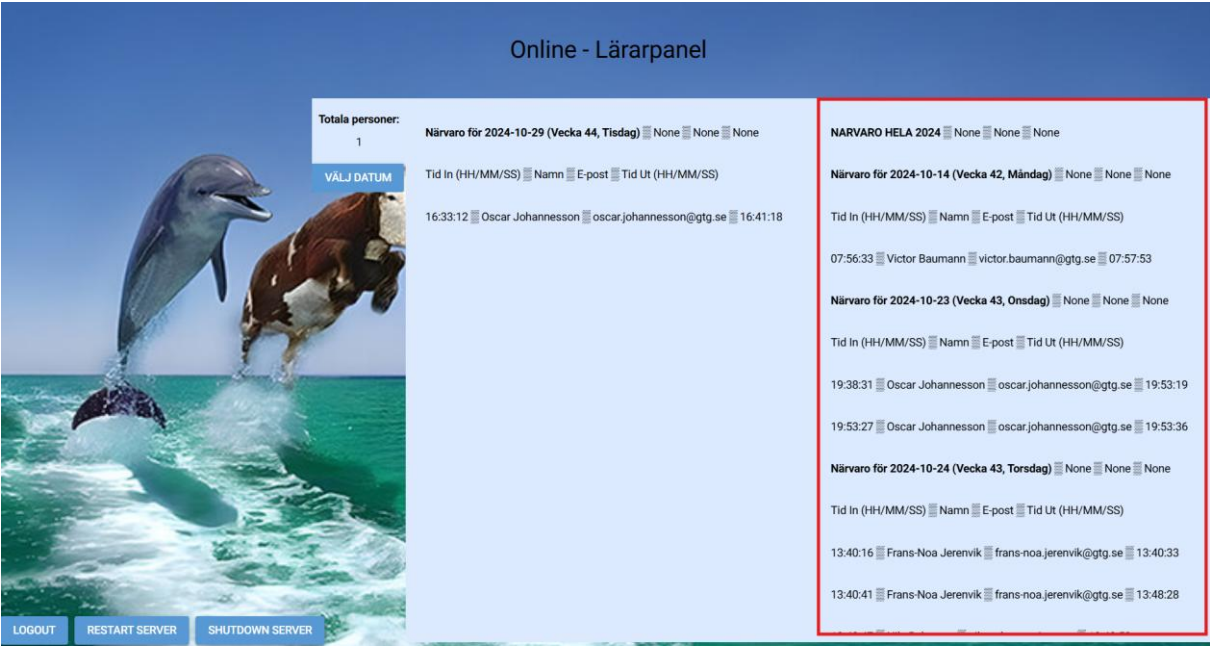 Online - Lärarpanel
Totala personer:
1
VÄLJ DATUM
Närvaro för 2024-10-29 (Vecka 44, Tisdag) ▒ None ▒ None ▒ None
Tid In (HH/MM/SS) ▒ Namn ▒ E-post ▒ Tid Ut (HH/MM/SS)
16:33:12 ▒ Oscar Johannesson ▒ oscar.johannesson@gtg.se ▒ 16:41:18
NARVARO HELA 2024 ▒ None ▒ None ▒ None
Närvaro för 2024-10-14 (Vecka 42, Måndag) ▒ None ▒ None ▒ None
Tid In (HH/MM/SS) ▒ Namn ▒ E-post ▒ Tid Ut (HH/MM/SS)
07:56:33 ▒ Victor Baumann ▒ victor.baumann@gtg.se ▒ 07:57:53
Närvaro för 2024-10-23 (Vecka 43, Onsdag) ▒ None ▒ None ▒ None
Tid In (HH/MM/SS) ▒ Namn ▒ E-post ▒ Tid Ut (HH/MM/SS)
19:38:31 ▒ Oscar Johannesson ▒ oscar.johannesson@gtg.se ▒ 19:53:19
19:53:27 ▒ Oscar Johannesson ▒ oscar.johannesson@gtg.se ▒ 19:53:36
Närvaro för 2024-10-24 (Vecka 43, Torsdag) ▒ None ▒ None ▒ None
Tid In (HH/MM/SS) ▒ Namn ▒ E-post ▒ Tid Ut (HH/MM/SS)
13:40:16 ▒ Frans-Noa Jerenvik ▒ frans-noa.jerenvik@gtg.se ▒ 13:40:33
13:40:41 ▒ Frans-Noa Jerenvik ▒ frans-noa.jerenvik@gtg.se ▒ 13:48:28
LOGOUT
RESTART SERVER
SHUTDOWN SERVER